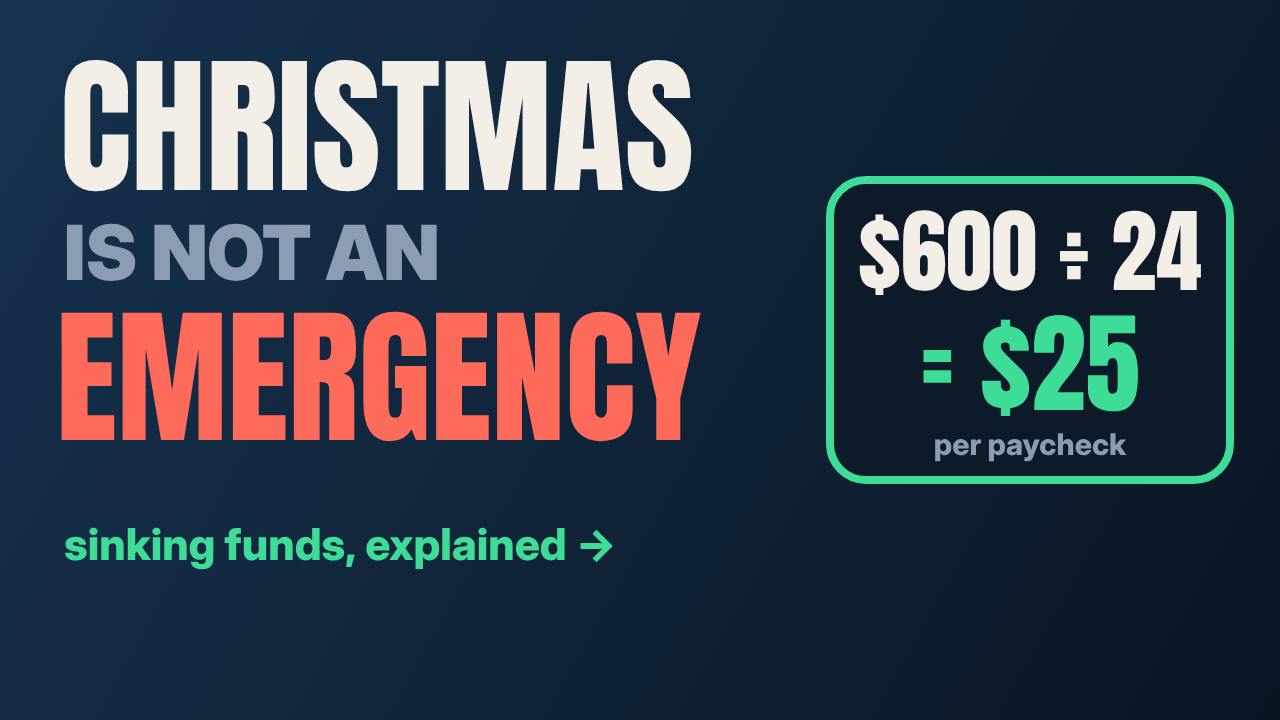 CHRISTMAS
IS NOT AN
EMERGENCY
sinking funds, explained →
$600 ÷ 24
= $25
per paycheck